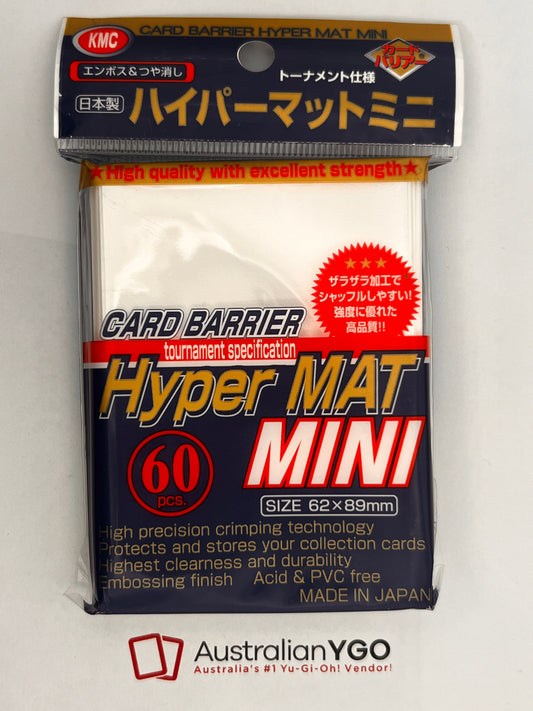 KMC
CARD BARRIER HYPER MAT MINI
カード・バリアー
エンボス&つや消し
トーナメント仕様
日本製
ハイパーマットミニ
★High quality with excellent strength★
★★★
ザラザラ加工で
シャッフルしやすい!
強度に優れた
高品質!!
CARD BARRIER
tournament specification
Hyper MAT
MINI
60
pcs.
SIZE 62×89mm
High precision crimping technology
Protects and stores your collection cards
Highest clearness and durability
Embossing finish Acid & PVC free
MADE IN JAPAN
AustralianYGO
Australia's #1 Yu-Gi-Oh! Vendor!